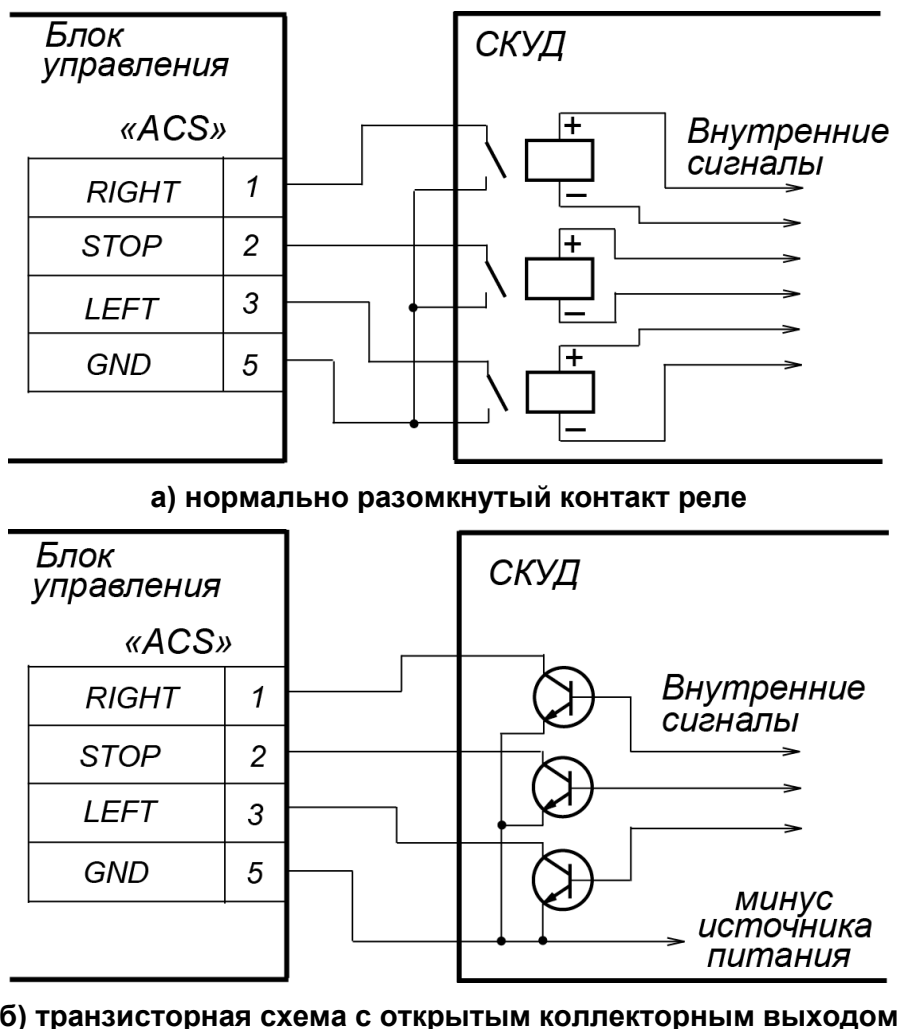 Блок
управления
СКУД
«ACS»
Внутренние
сигналы
RIGHT 1
STOP 2
LEFT 3
GND 5
+
−
+
−
+
−
а) нормально разомкнутый контакт реле
Блок
управления
СКУД
«ACS»
Внутренние
сигналы
RIGHT 1
STOP 2
LEFT 3
GND 5
минус
источника
питания
б) транзисторная схема с открытым коллекторным выходом